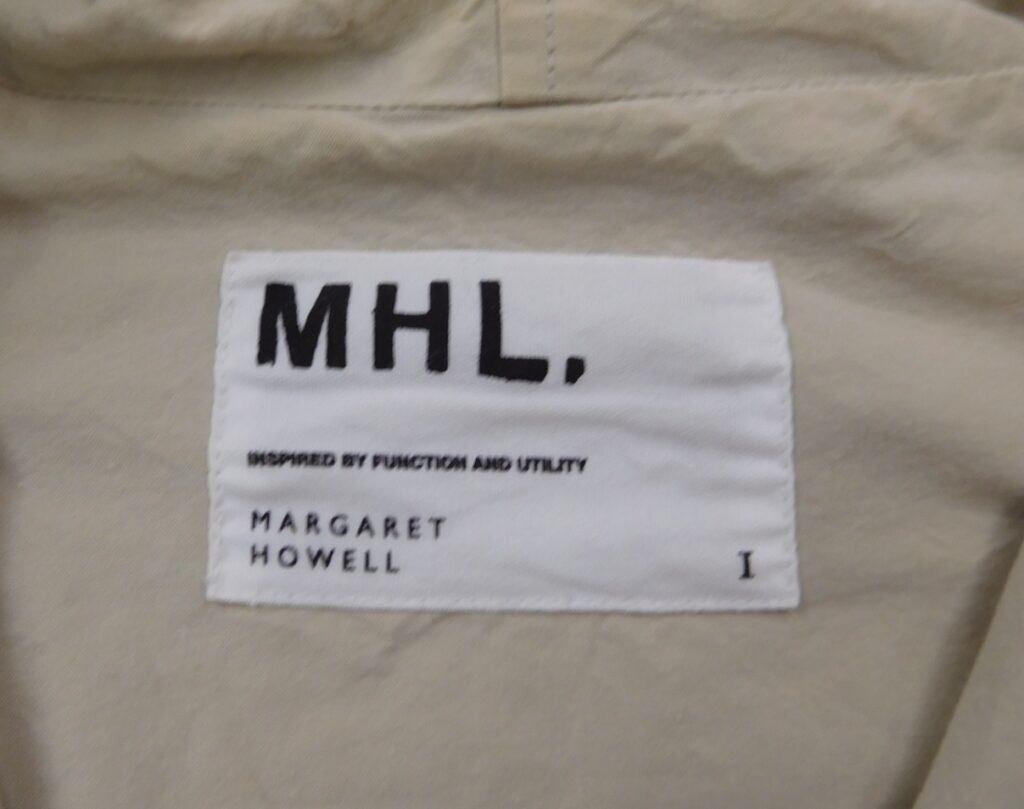 MHL.
INSPIRED BY FUNCTION AND UTILITY
MARGARET
HOWELL
I